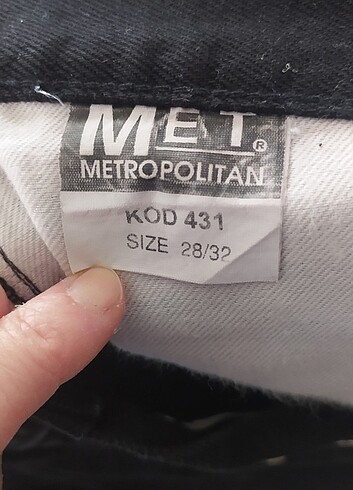 MET®
METROPOLITAN
KOD 431
SIZE 28/32